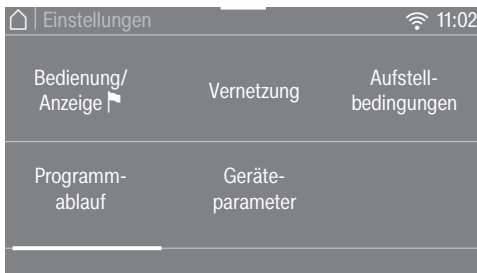 Einstellungen 11:02
Bedienung/
Anzeige
Vernetzung
Aufstell-
bedingungen
Programm-
ablauf
Geräte-
parameter